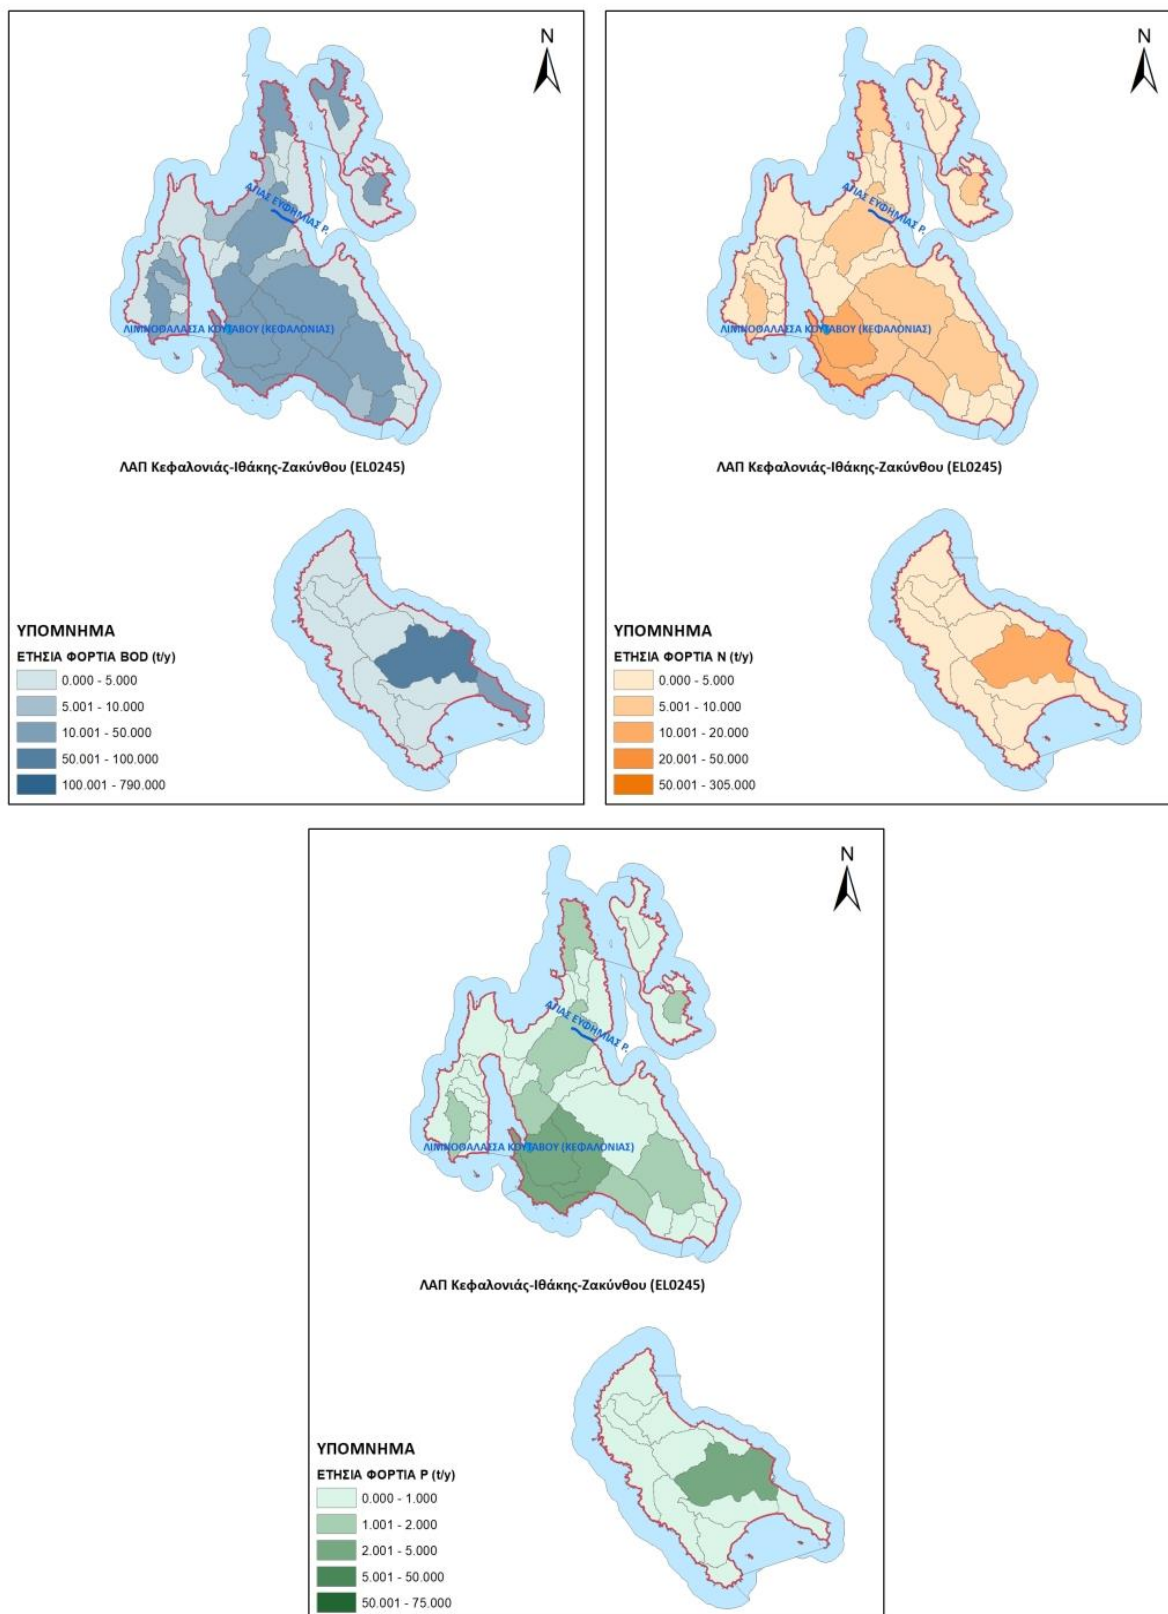 N
ΑΓΙΑΣ ΕΥΦΗΜΙΑΣ Ρ.
ΛΙΜΝΟΘΑΛΑΣΣΑ ΚΟΥΤΑΒΟΥ (ΚΕΦΑΛΟΝΙΑΣ)
ΛΑΠ Κεφαλονιάς-Ιθάκης-Ζακύνθου (EL0245)
ΥΠΟΜΝΗΜΑ
ΕΤΗΣΙΑ ΦΟΡΤΙΑ BOD (t/y)
0.000 - 5.000
5.001 - 10.000
10.001 - 50.000
50.001 - 100.000
100.001 - 790.000
N
ΑΓΙΑΣ ΕΥΦΗΜΙΑΣ Ρ.
ΛΙΜΝΟΘΑΛΑΣΣΑ ΚΟΥΤΑΒΟΥ (ΚΕΦΑΛΟΝΙΑΣ)
ΛΑΠ Κεφαλονιάς-Ιθάκης-Ζακύνθου (EL0245)
ΥΠΟΜΝΗΜΑ
ΕΤΗΣΙΑ ΦΟΡΤΙΑ N (t/y)
0.000 - 5.000
5.001 - 10.000
10.001 - 20.000
20.001 - 50.000
50.001 - 305.000
N
ΑΓΙΑΣ ΕΥΦΗΜΙΑΣ Ρ.
ΛΙΜΝΟΘΑΛΑΣΣΑ ΚΟΥΤΑΒΟΥ (ΚΕΦΑΛΟΝΙΑΣ)
ΛΑΠ Κεφαλονιάς-Ιθάκης-Ζακύνθου (EL0245)
ΥΠΟΜΝΗΜΑ
ΕΤΗΣΙΑ ΦΟΡΤΙΑ P (t/y)
0.000 - 1.000
1.001 - 2.000
2.001 - 5.000
5.001 - 50.000
50.001 - 75.000